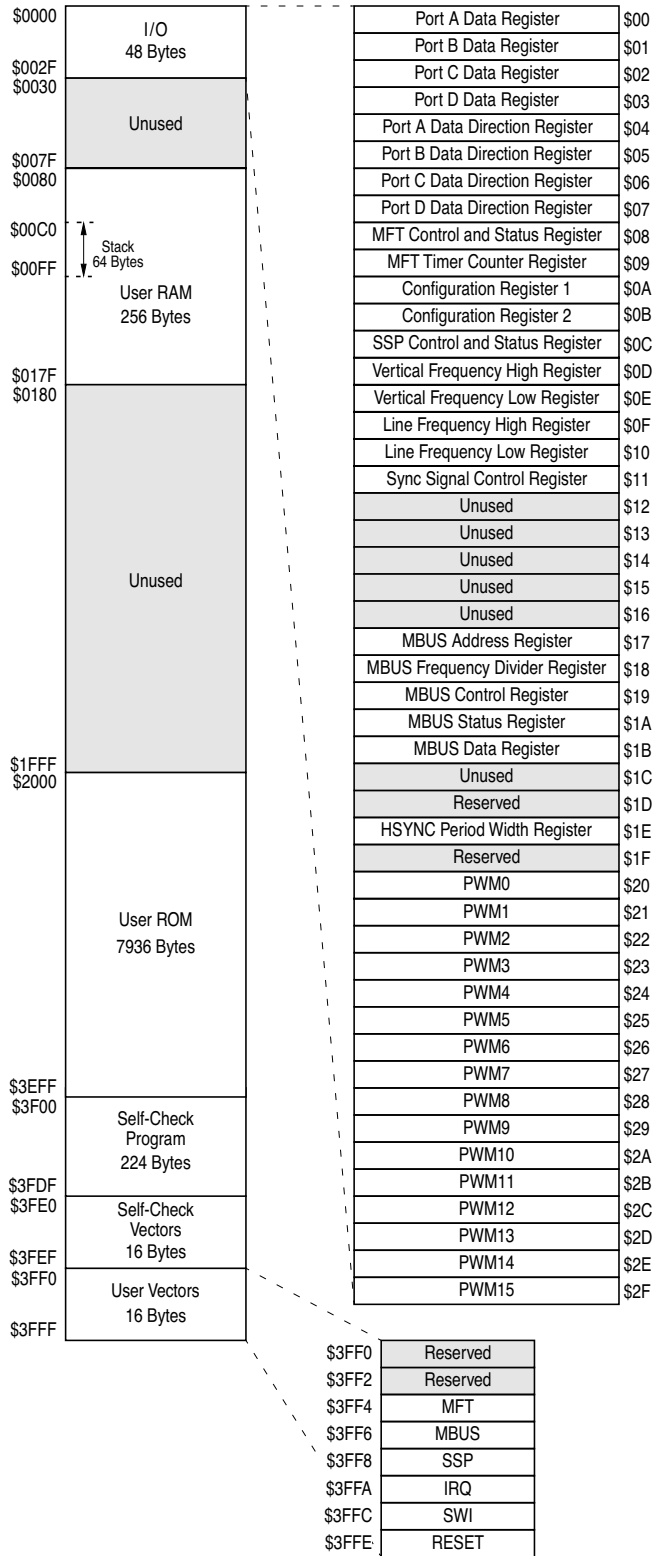 $0000
I/O
48 Bytes
$002F
$0030
Unused
$007F
$0080
$00C0
Stack
64 Bytes
$00FF
User RAM
256 Bytes
$017F
$0180
Unused
$1FFF
$2000
User ROM
7936 Bytes
$3EFF
$3F00
Self-Check
Program
224 Bytes
$3FDF
$3FE0
Self-Check
Vectors
16 Bytes
$3FEF
$3FF0
User Vectors
16 Bytes
$3FFF
Port A Data Register $00
Port B Data Register $01
Port C Data Register $02
Port D Data Register $03
Port A Data Direction Register $04
Port B Data Direction Register $05
Port C Data Direction Register $06
Port D Data Direction Register $07
MFT Control and Status Register $08
MFT Timer Counter Register $09
Configuration Register 1 $0A
Configuration Register 2 $0B
SSP Control and Status Register $0C
Vertical Frequency High Register $0D
Vertical Frequency Low Register $0E
Line Frequency High Register $0F
Line Frequency Low Register $10
Sync Signal Control Register $11
Unused $12
Unused $13
Unused $14
Unused $15
Unused $16
MBUS Address Register $17
MBUS Frequency Divider Register $18
MBUS Control Register $19
MBUS Status Register $1A
MBUS Data Register $1B
Unused $1C
Reserved $1D
HSYNC Period Width Register $1E
Reserved $1F
PWM0 $20
PWM1 $21
PWM2 $22
PWM3 $23
PWM4 $24
PWM5 $25
PWM6 $26
PWM7 $27
PWM8 $28
PWM9 $29
PWM10 $2A
PWM11 $2B
PWM12 $2C
PWM13 $2D
PWM14 $2E
PWM15 $2F
$3FF0 Reserved
$3FF2 Reserved
$3FF4 MFT
$3FF6 MBUS
$3FF8 SSP
$3FFA IRQ
$3FFC SWI
$3FFE RESET